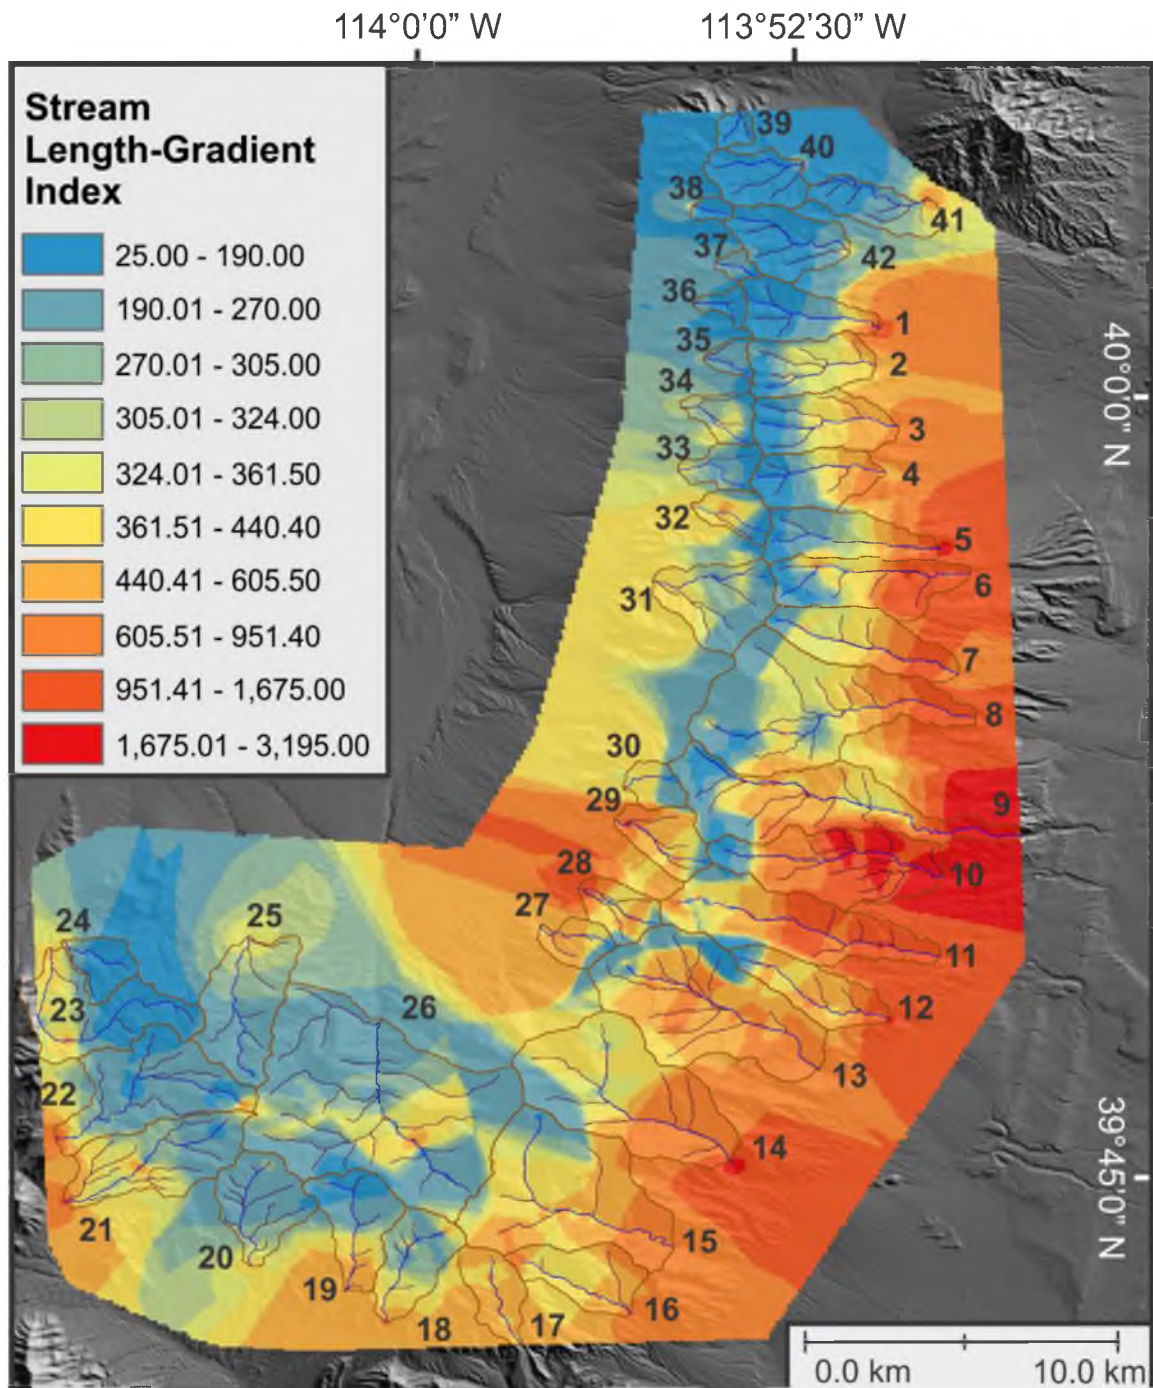 114°0’0” W
113°52’30” W
Stream
Length-Gradient
Index
25.00 - 190.00
190.01 - 270.00
270.01 - 305.00
305.01 - 324.00
324.01 - 361.50
361.51 - 440.40
440.41 - 605.50
605.51 - 951.40
951.41 - 1,675.00
1,675.01 - 3,195.00
39
40
38
41
37
42
36
1
35
2
34
3
33
4
32
5
6
31
7
8
30
29
9
28
10
27
25
24
11
26
23
12
13
22
14
21
15
20
19
16
18
17
40°0’0” N
39°45’0” N
0.0 km
10.0 km